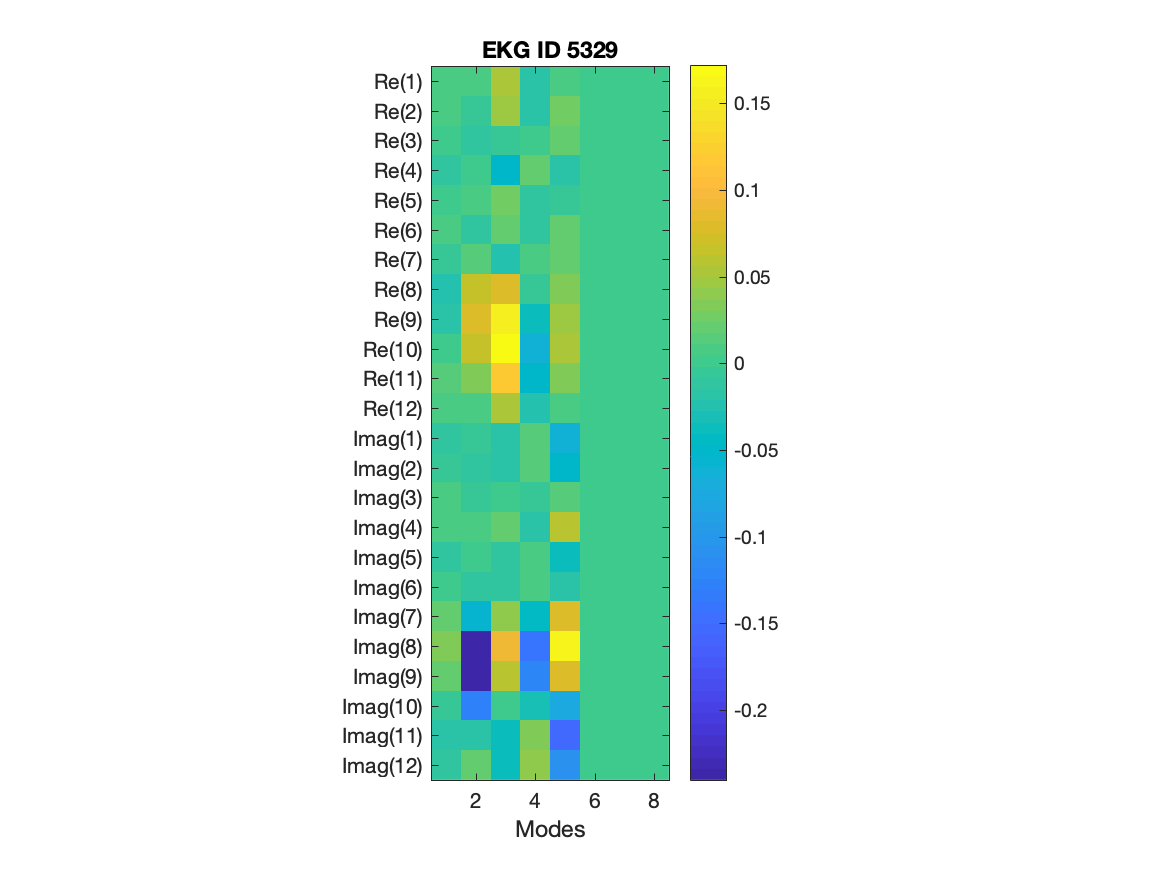 EKG ID 5329
Re(1)
Re(2)
Re(3)
Re(4)
Re(5)
Re(6)
Re(7)
Re(8)
Re(9)
Re(10)
Re(11)
Re(12)
Imag(1)
Imag(2)
Imag(3)
Imag(4)
Imag(5)
Imag(6)
Imag(7)
Imag(8)
Imag(9)
Imag(10)
Imag(11)
Imag(12)
2 4 6 8
Modes
0.15
0.1
0.05
0
-0.05
-0.1
-0.15
-0.2